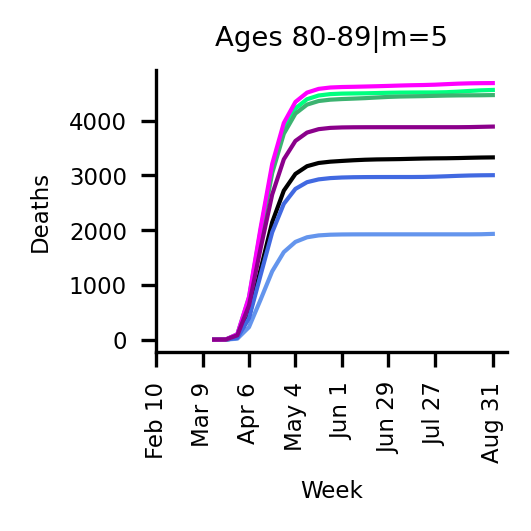 Ages 80-89|m=5
Deaths
4000
3000
2000
1000
0
Feb 10
Mar 9
Apr 6
May 4
Jun 1
Jun 29
Jul 27
Aug 31
Week